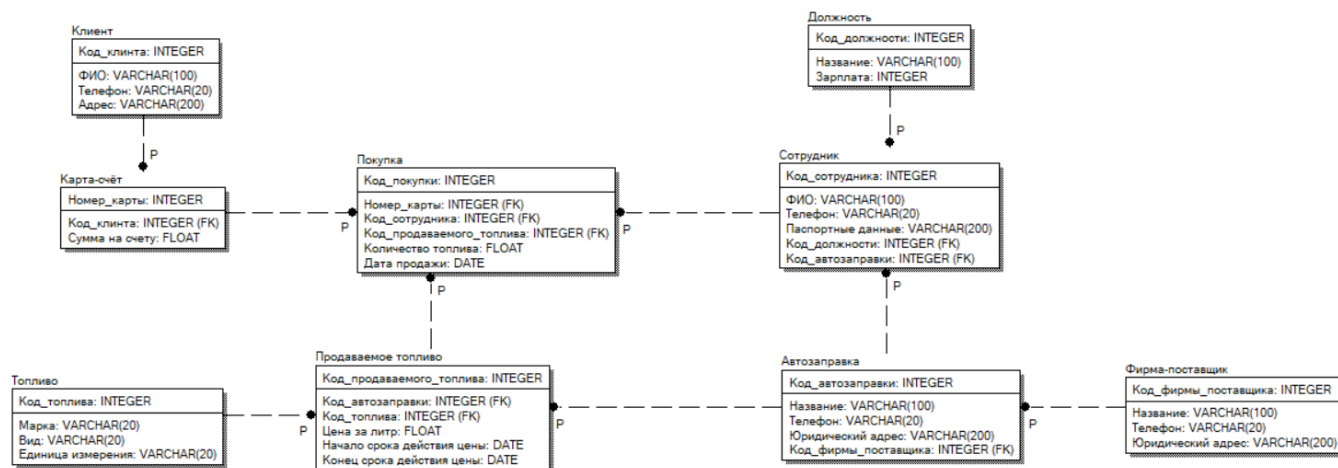 Клиент
Код_клинта: INTEGER
ФИО: VARCHAR(100)
Телефон: VARCHAR(20)
Адрес: VARCHAR(200)
P
Должность
Код_должности: INTEGER
Название: VARCHAR(100)
Зарплата: INTEGER
P
Карта-счёт
Номер_карты: INTEGER
Код_клинта: INTEGER (FK)
Сумма на счету: FLOAT
P
Покупка
Код_покупки: INTEGER
Номер_карты: INTEGER (FK)
Код_сотрудника: INTEGER (FK)
Код_продаваемого_топлива: INTEGER (FK)
Количество топлива: FLOAT
Дата продажи: DATE
P
P
Сотрудник
Код_сотрудника: INTEGER
ФИО: VARCHAR(100)
Телефон: VARCHAR(20)
Паспортные данные: VARCHAR(200)
Код_должности: INTEGER (FK)
Код_автозаправки: INTEGER (FK)
P
Топливо
Код_топлива: INTEGER
Марка: VARCHAR(20)
Вид: VARCHAR(20)
Единица измерения: VARCHAR(20)
P
Продаваемое топливо
Код_продаваемого_топлива: INTEGER
Код_автозаправки: INTEGER (FK)
Код_топлива: INTEGER (FK)
Цена за литр: FLOAT
Начало срока действия цены: DATE
Конец срока действия цены: DATE
P
Автозаправка
Код_автозаправки: INTEGER
Название: VARCHAR(100)
Телефон: VARCHAR(20)
Юридический адрес: VARCHAR(200)
Код_фирмы_поставщика: INTEGER (FK)
P
Фирма-поставщик
Код_фирмы_поставщика: INTEGER
Название: VARCHAR(100)
Телефон: VARCHAR(20)
Юридический адрес: VARCHAR(200)